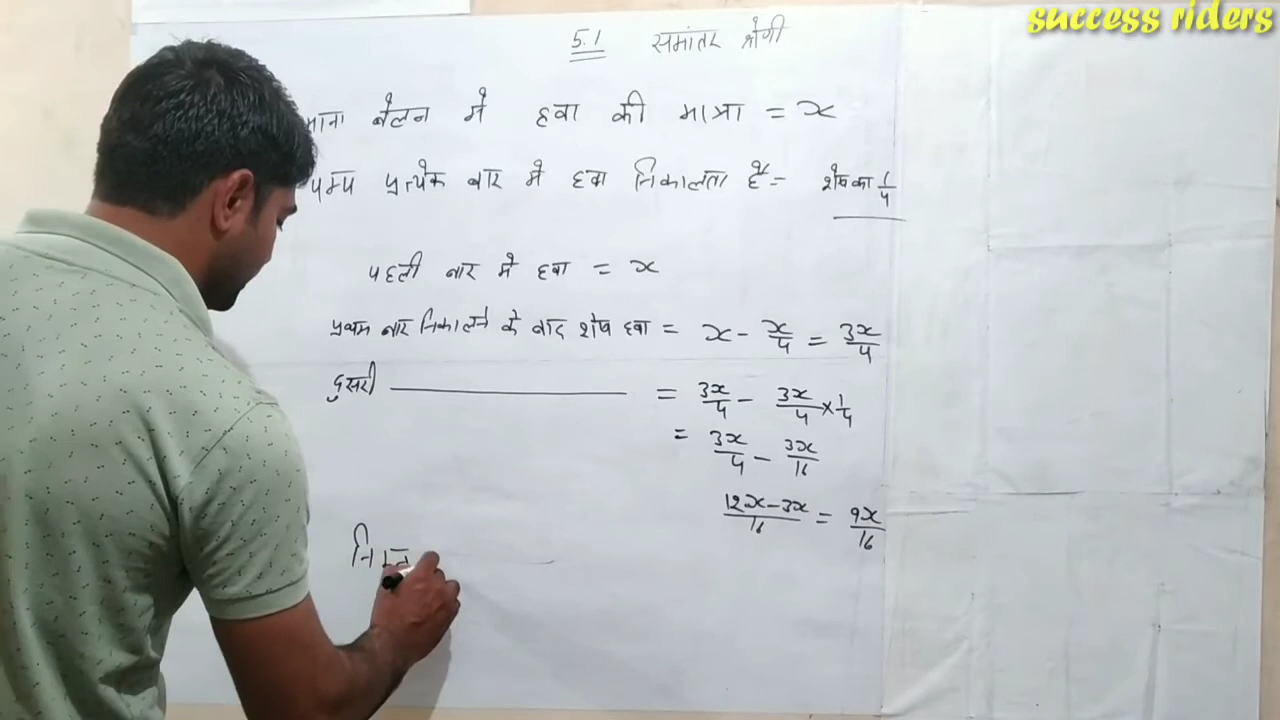 success riders
5.1 समांतर श्रेणी
माना बेलन मे हवा की मात्रा = x
पम्प प्रत्येक बार मे हवा निकालता है = शेष का 1/4
पहली बार मे हवा = x
प्रथम बार निकालने के बाद शेष हवा = x - x/4 = 3x/4
दुसरी ——— = 3x/4 - 3x/4 × 1/4
= 3x/4 - 3x/16
12x-3x/16 = 9x/16